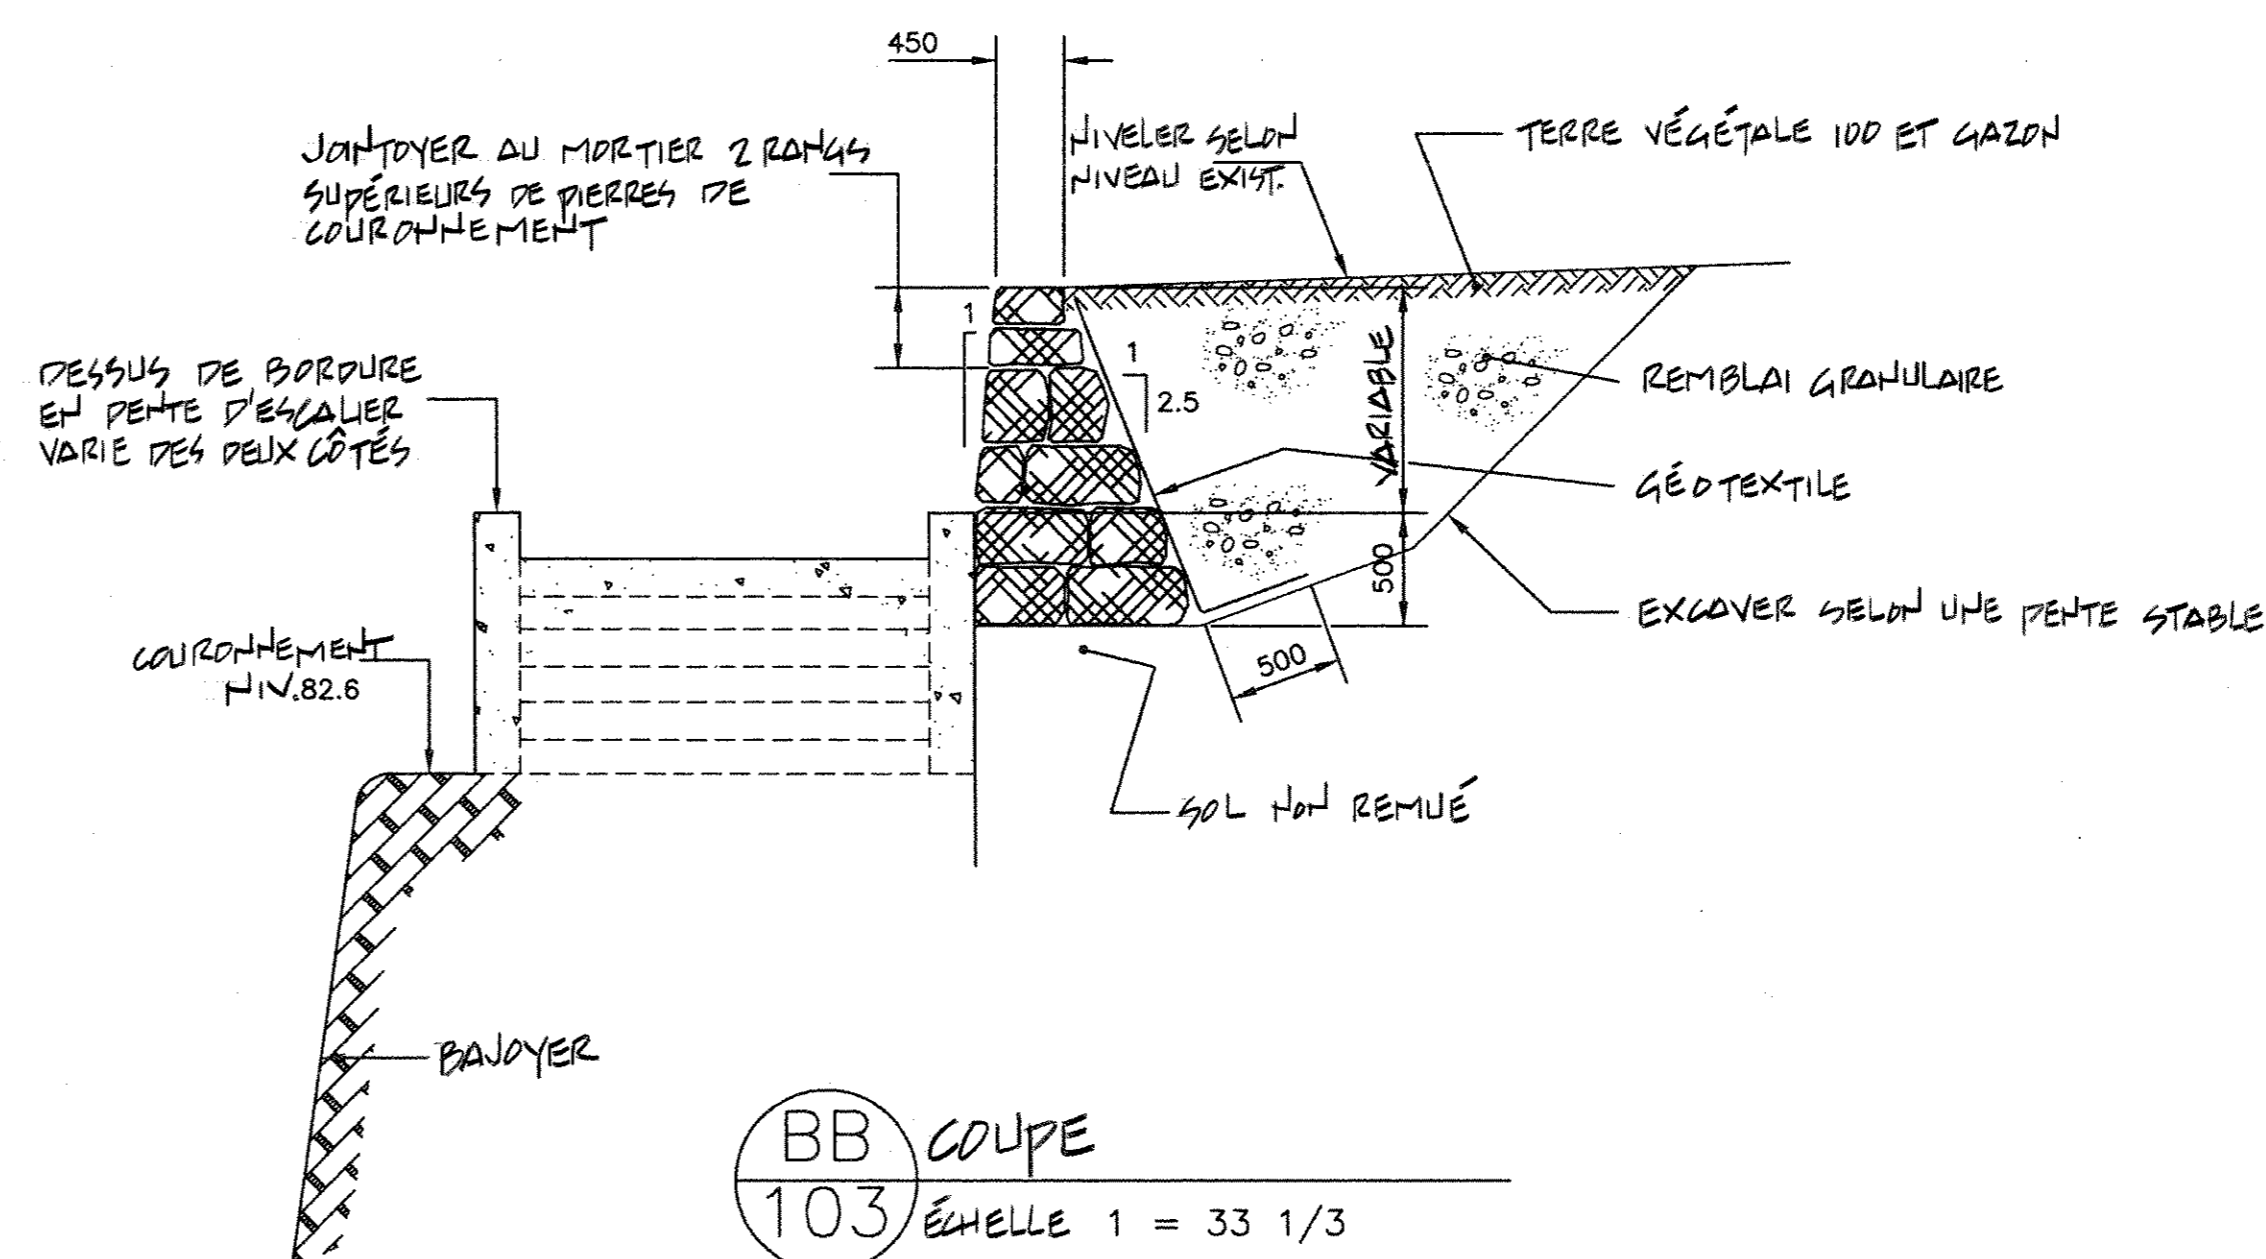 450
JOINTOYER AU MORTIER 2 RANGS
SUPÉRIEURS DE PIERRES DE
COURONNEMENT
NIVELER SELON
NIVEAU EXIST.
TERRE VÉGÉTALE 100 ET GAZON
1
1
2.5
VARIABLE
DESSUS DE BORDURE
EN PENTE D'ESCALIER
VARIE DES DEUX CÔTÉS
REMBLAI GRANULAIRE
GÉOTEXTILE
500
EXCAVER SELON UNE PENTE STABLE
COURONNEMENT
NIV.82.6
500
SOL NON REMUÉ
BAJOYER
BB
103
COUPE
ÉCHELLE 1 = 33 1/3